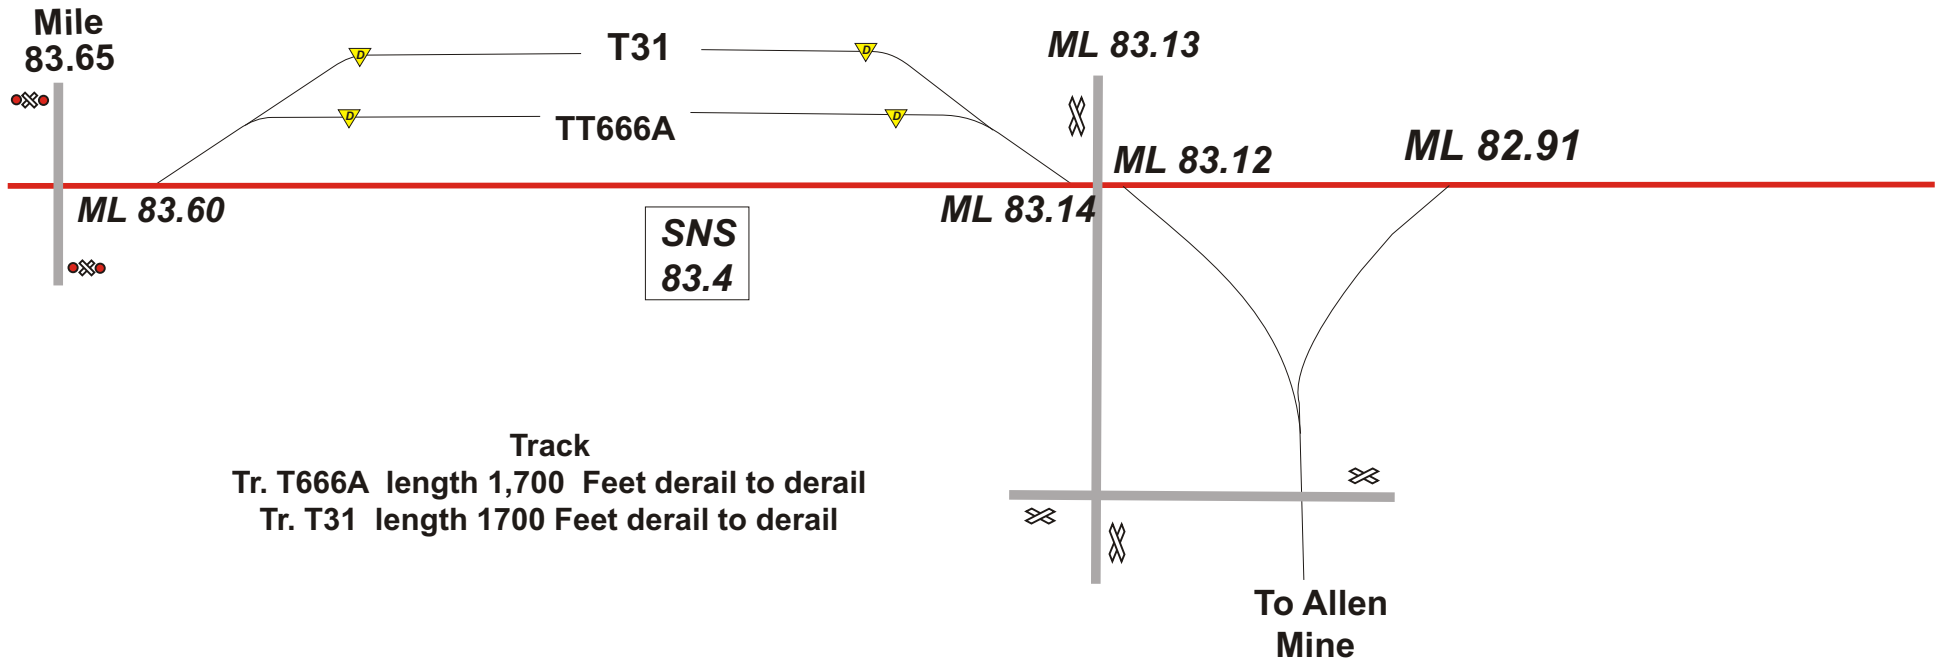 Mile
83.65
D
T31
D
ML 83.13
D
TT666A
D
ML 83.12
ML 82.91
ML 83.60
ML 83.14
SNS
83.4
Track
Tr. T666A length 1,700 Feet derail to derail
Tr. T31 length 1700 Feet derail to derail
To Allen
Mine